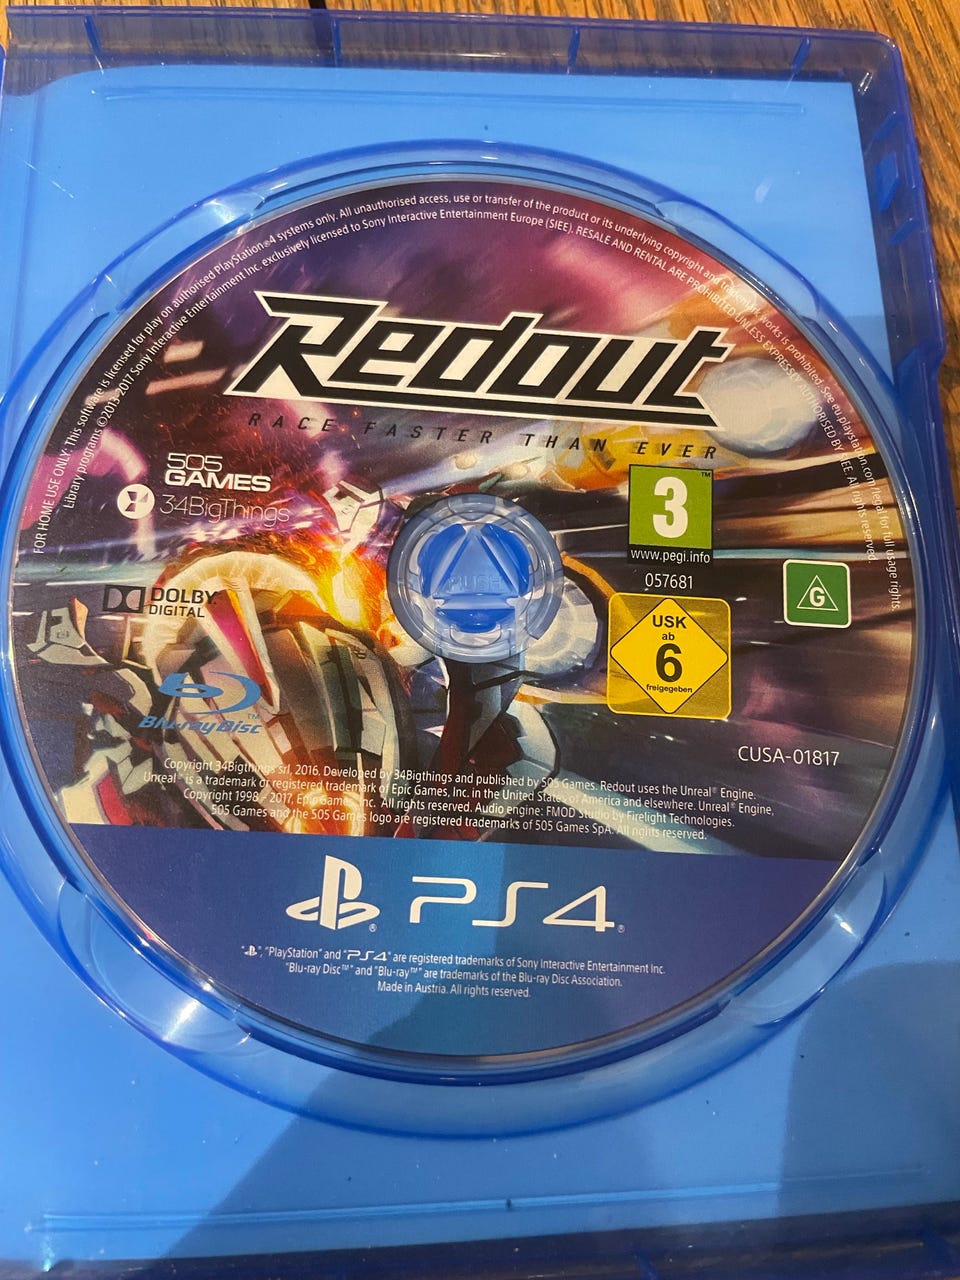 FOR HOME USE ONLY: This software is licensed for play on authorised PlayStation®4 systems only. All unauthorised access, use or transfer of the product or its underlying copyright and trademark works is prohibited. See eu.playstation.com/legal for full usage rights.
Library programs ©2013-2017 Sony Interactive Entertainment Inc. exclusively licensed to Sony Interactive Entertainment Europe (SIEE). RESALE AND RENTAL ARE PROHIBITED UNLESS EXPRESSLY AUTHORISED BY SIEE. All rights reserved.
Redout
RACE FASTER THAN EVER
505
GAMES
34BigThings
3
™
www.pegi.info
057681
USK
ab
6
freigegeben
G
DOLBY
DIGITAL
PUSH
Blu-ray Disc™
CUSA-01817
Copyright 34Bigthings srl, 2016. Developed by 34Bigthings and published by 505 Games. Redout uses the Unreal® Engine.
Unreal® is a trademark or registered trademark of Epic Games, Inc. in the United States of America and elsewhere. Unreal® Engine,
Copyright 1998 - 2017, Epic Games, Inc. All rights reserved. Audio engine: FMOD Studio by Firelight Technologies.
505 Games and the 505 Games logo are registered trademarks of 505 Games SpA. All rights reserved.
PS4®
", "PlayStation" and "PS4" are registered trademarks of Sony Interactive Entertainment Inc.
"Blu-ray Disc™" and "Blu-ray™" are trademarks of the Blu-ray Disc Association.
Made in Austria. All rights reserved.